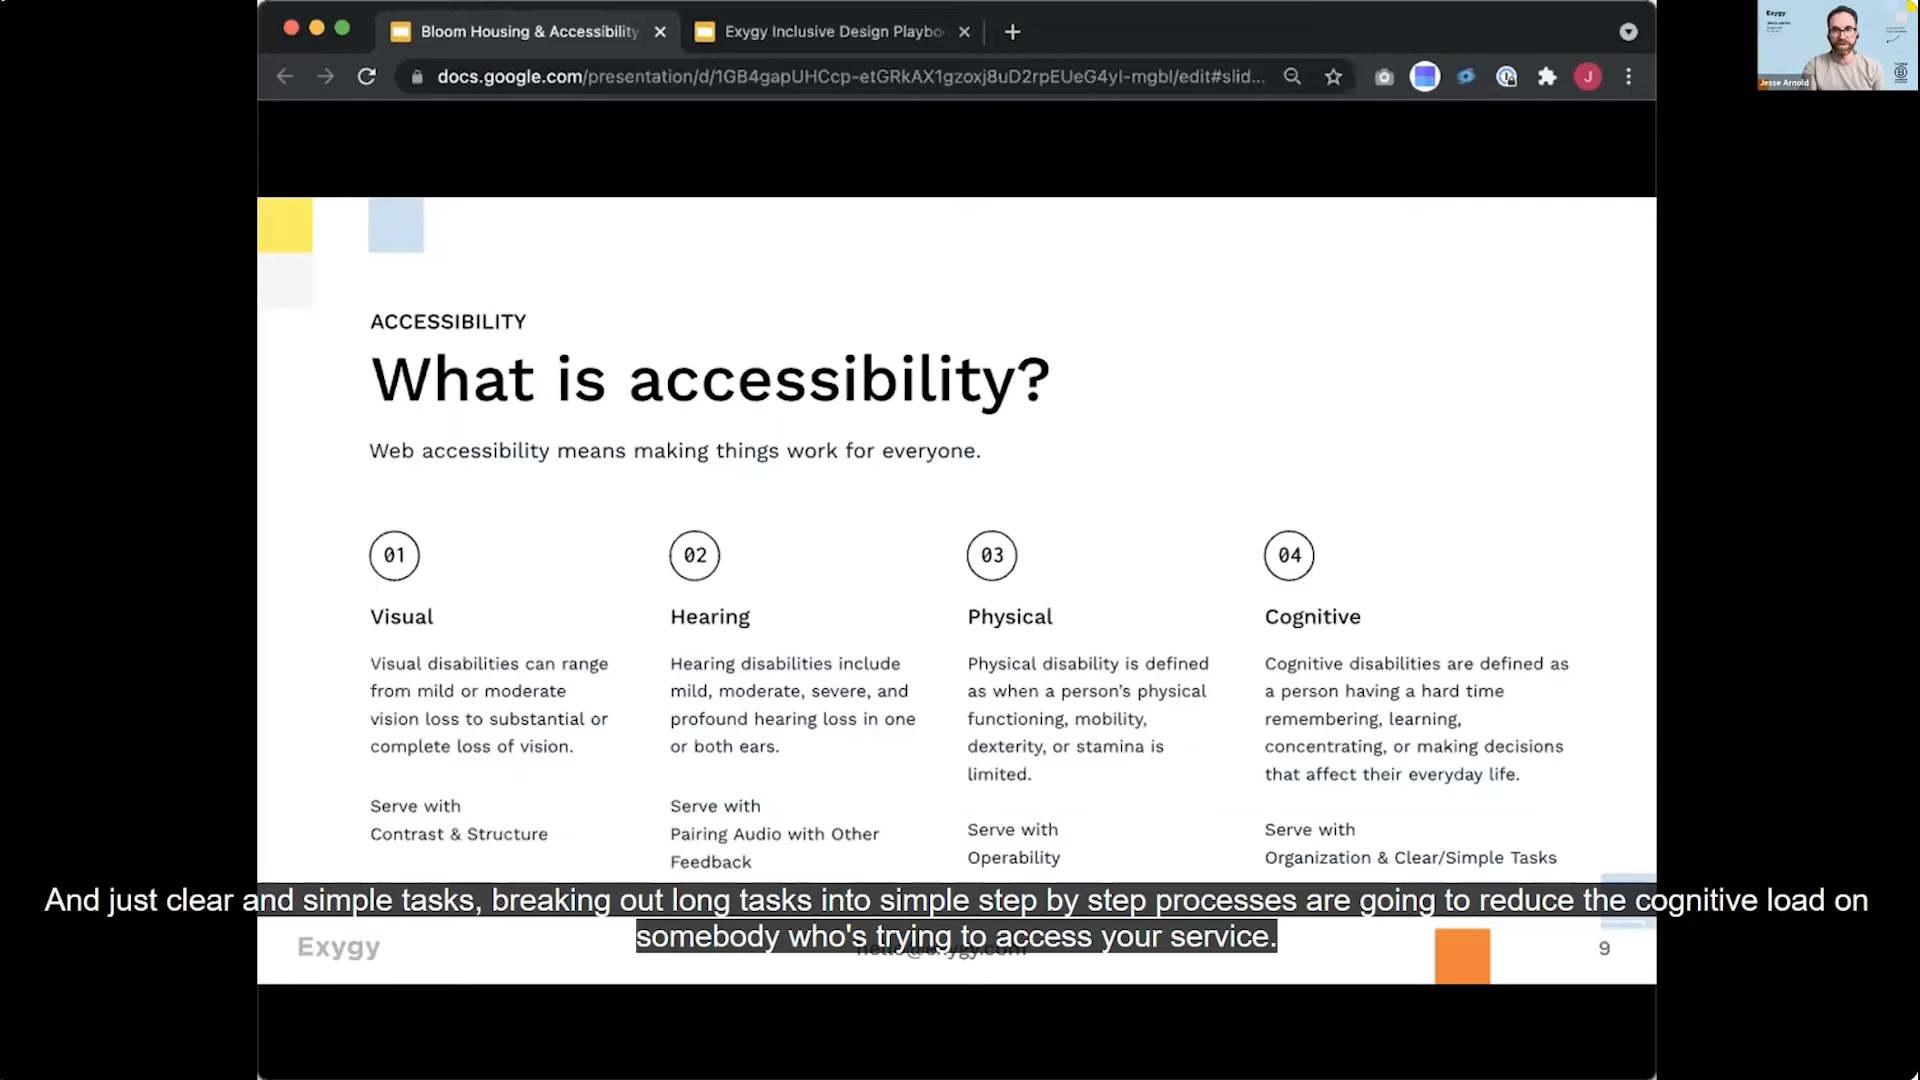 Bloom Housing & Accessibility
Exygy Inclusive Design Playbo
docs.google.com/presentation/d/1GB4gapUHCcp-etGRkAX1gzoxj8uD2rpEUeG4yI-mgbI/edit#slid...
J
Exygy
Jesse Arnold
ACCESSIBILITY
What is accessibility?
Web accessibility means making things work for everyone.
01
Visual
Visual disabilities can range
from mild or moderate
vision loss to substantial or
complete loss of vision.
Serve with
Contrast & Structure
02
Hearing
Hearing disabilities include
mild, moderate, severe, and
profound hearing loss in one
or both ears.
Serve with
Pairing Audio with Other
Feedback
03
Physical
Physical disability is defined
as when a person's physical
functioning, mobility,
dexterity, or stamina is
limited.
Serve with
Operability
04
Cognitive
Cognitive disabilities are defined as
a person having a hard time
remembering, learning,
concentrating, or making decisions
that affect their everyday life.
Serve with
Organization & Clear/Simple Tasks
And just clear and simple tasks, breaking out long tasks into simple step by step processes are going to reduce the cognitive load on
somebody who's trying to access your service.
Exygy
hello@exygy.com
9